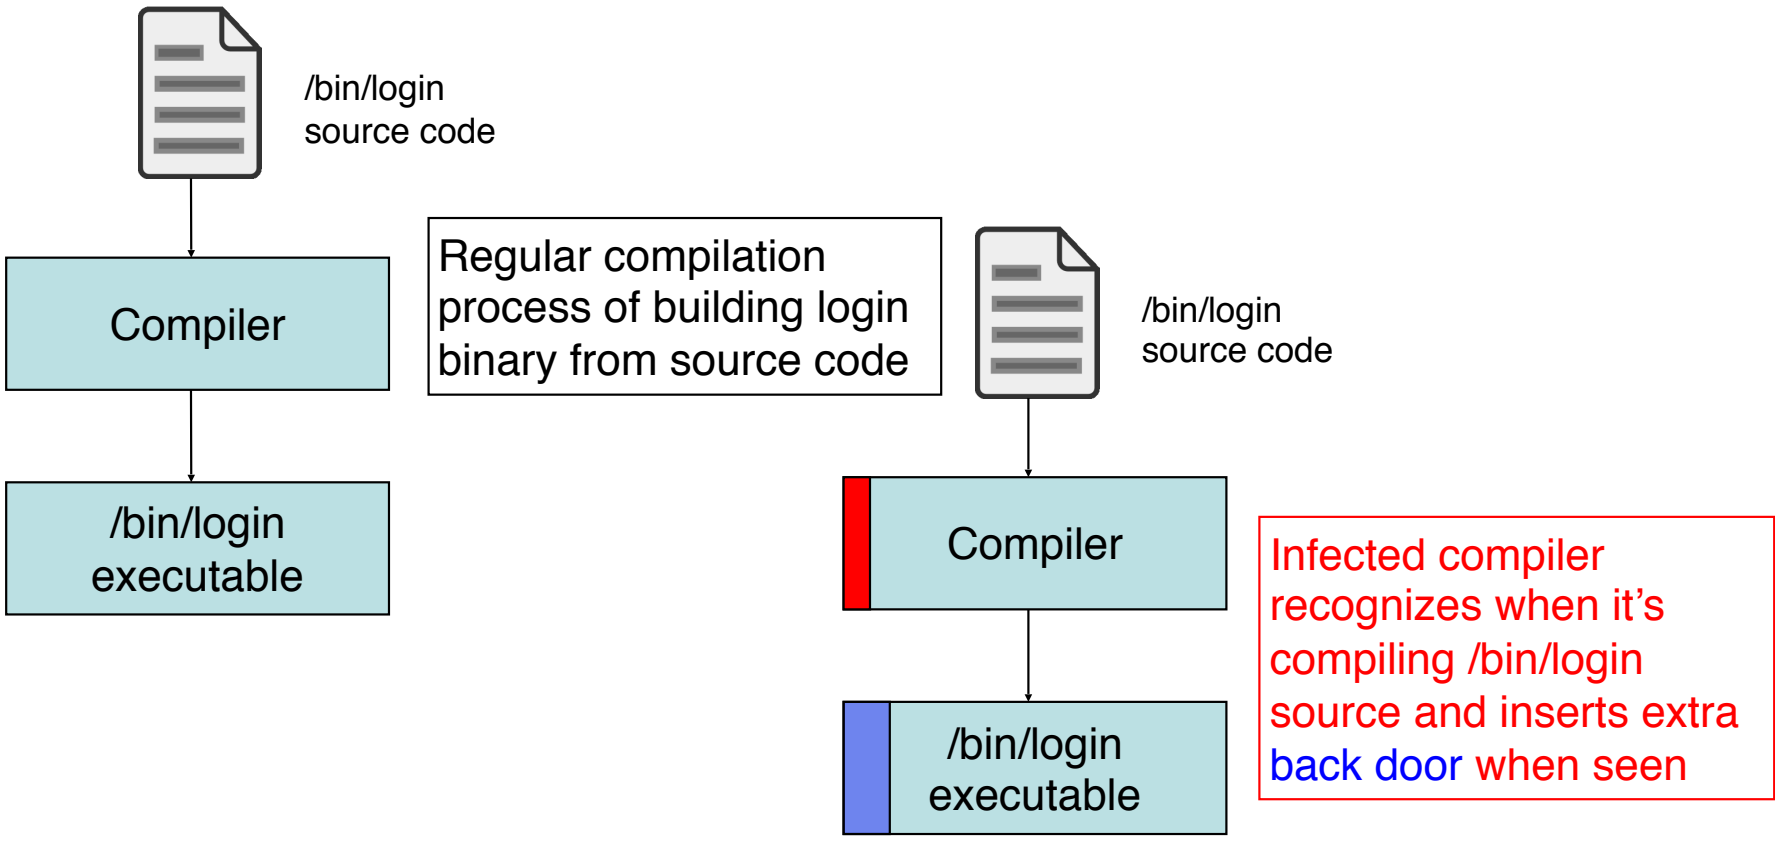 /bin/login
source code
Compiler
/bin/login
executable
Regular compilation
process of building login
binary from source code
/bin/login
source code
Compiler
/bin/login
executable
Infected compiler
recognizes when it’s
compiling /bin/login
source and inserts extra
back door when seen